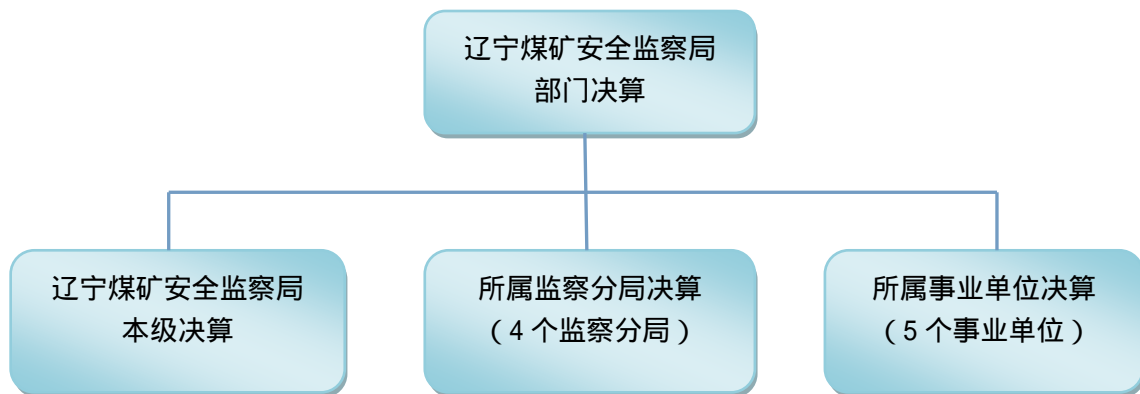 辽宁煤矿安全监察局
部门决算
辽宁煤矿安全监察局
本级决算
所属监察分局决算
（4 个监察分局）
所属事业单位决算
（5 个事业单位）